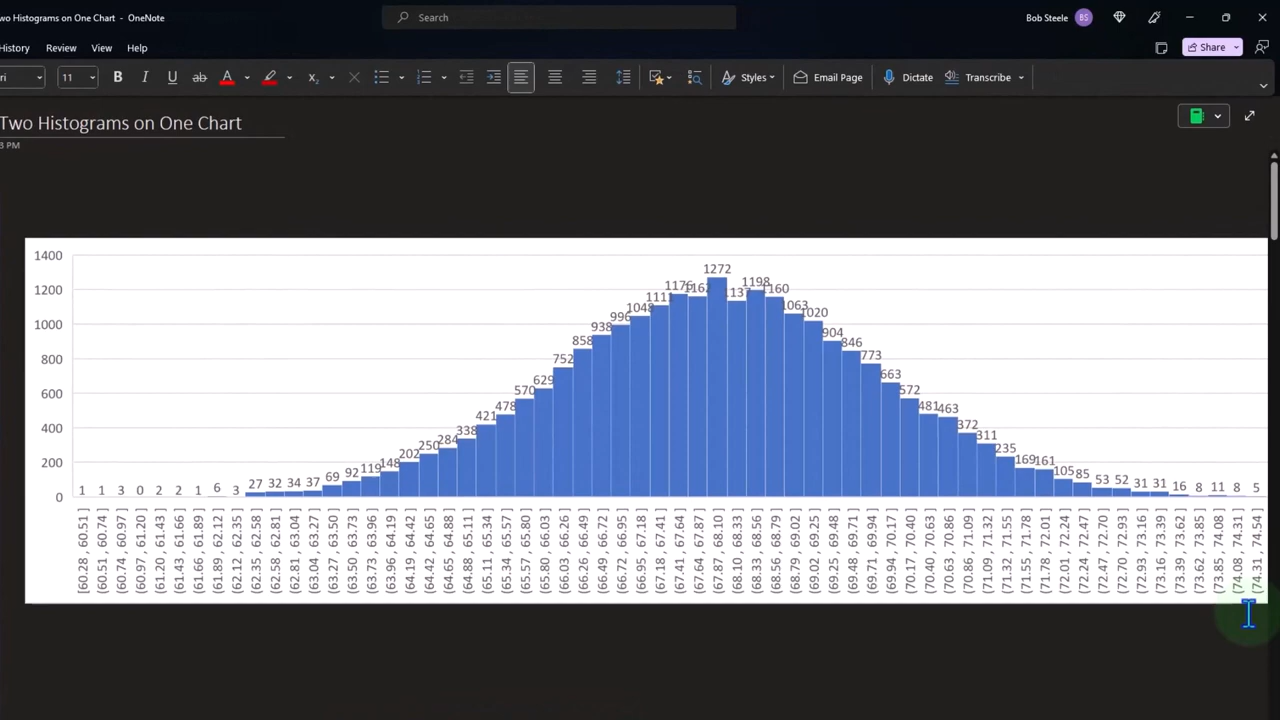 wo Histograms on One Chart - OneNote
Search
Bob Steele BS
History Review View Help
Share
ri 11 B I U ab A Styles Email Page Dictate Transcribe
Two Histograms on One Chart
3 PM
1400
1200
1000
800
600
400
200
0
1 1 3 0 2 2 1 6 3 27 32 34 37 69 92 119 148 202 250 284 338 421 478 570 629 752 858 938 996 1048 1111 1176 1162 1272 1137 1198 1160 1063 1020 904 846 773 663 572 481 463 372 311 235 169 161 105 85 53 52 31 31 16 8 11 8 5
[60.28 , 60.51 ]
(60.51 , 60.74 ]
(60.74 , 60.97 ]
(60.97 , 61.20 ]
(61.20 , 61.43 ]
(61.43 , 61.66 ]
(61.66 , 61.89 ]
(61.89 , 62.12 ]
(62.12 , 62.35 ]
(62.35 , 62.58 ]
(62.58 , 62.81 ]
(62.81 , 63.04 ]
(63.04 , 63.27 ]
(63.27 , 63.50 ]
(63.50 , 63.73 ]
(63.73 , 63.96 ]
(63.96 , 64.19 ]
(64.19 , 64.42 ]
(64.42 , 64.65 ]
(64.65 , 64.88 ]
(64.88 , 65.11 ]
(65.11 , 65.34 ]
(65.34 , 65.57 ]
(65.57 , 65.80 ]
(65.80 , 66.03 ]
(66.03 , 66.26 ]
(66.26 , 66.49 ]
(66.49 , 66.72 ]
(66.72 , 66.95 ]
(66.95 , 67.18 ]
(67.18 , 67.41 ]
(67.41 , 67.64 ]
(67.64 , 67.87 ]
(67.87 , 68.10 ]
(68.10 , 68.33 ]
(68.33 , 68.56 ]
(68.56 , 68.79 ]
(68.79 , 69.02 ]
(69.02 , 69.25 ]
(69.25 , 69.48 ]
(69.48 , 69.71 ]
(69.71 , 69.94 ]
(69.94 , 70.17 ]
(70.17 , 70.40 ]
(70.40 , 70.63 ]
(70.63 , 70.86 ]
(70.86 , 71.09 ]
(71.09 , 71.32 ]
(71.32 , 71.55 ]
(71.55 , 71.78 ]
(71.78 , 72.01 ]
(72.01 , 72.24 ]
(72.24 , 72.47 ]
(72.47 , 72.70 ]
(72.70 , 72.93 ]
(72.93 , 73.16 ]
(73.16 , 73.39 ]
(73.39 , 73.62 ]
(73.62 , 73.85 ]
(73.85 , 74.08 ]
(74.08 , 74.31 ]
(74.31 , 74.54 ]